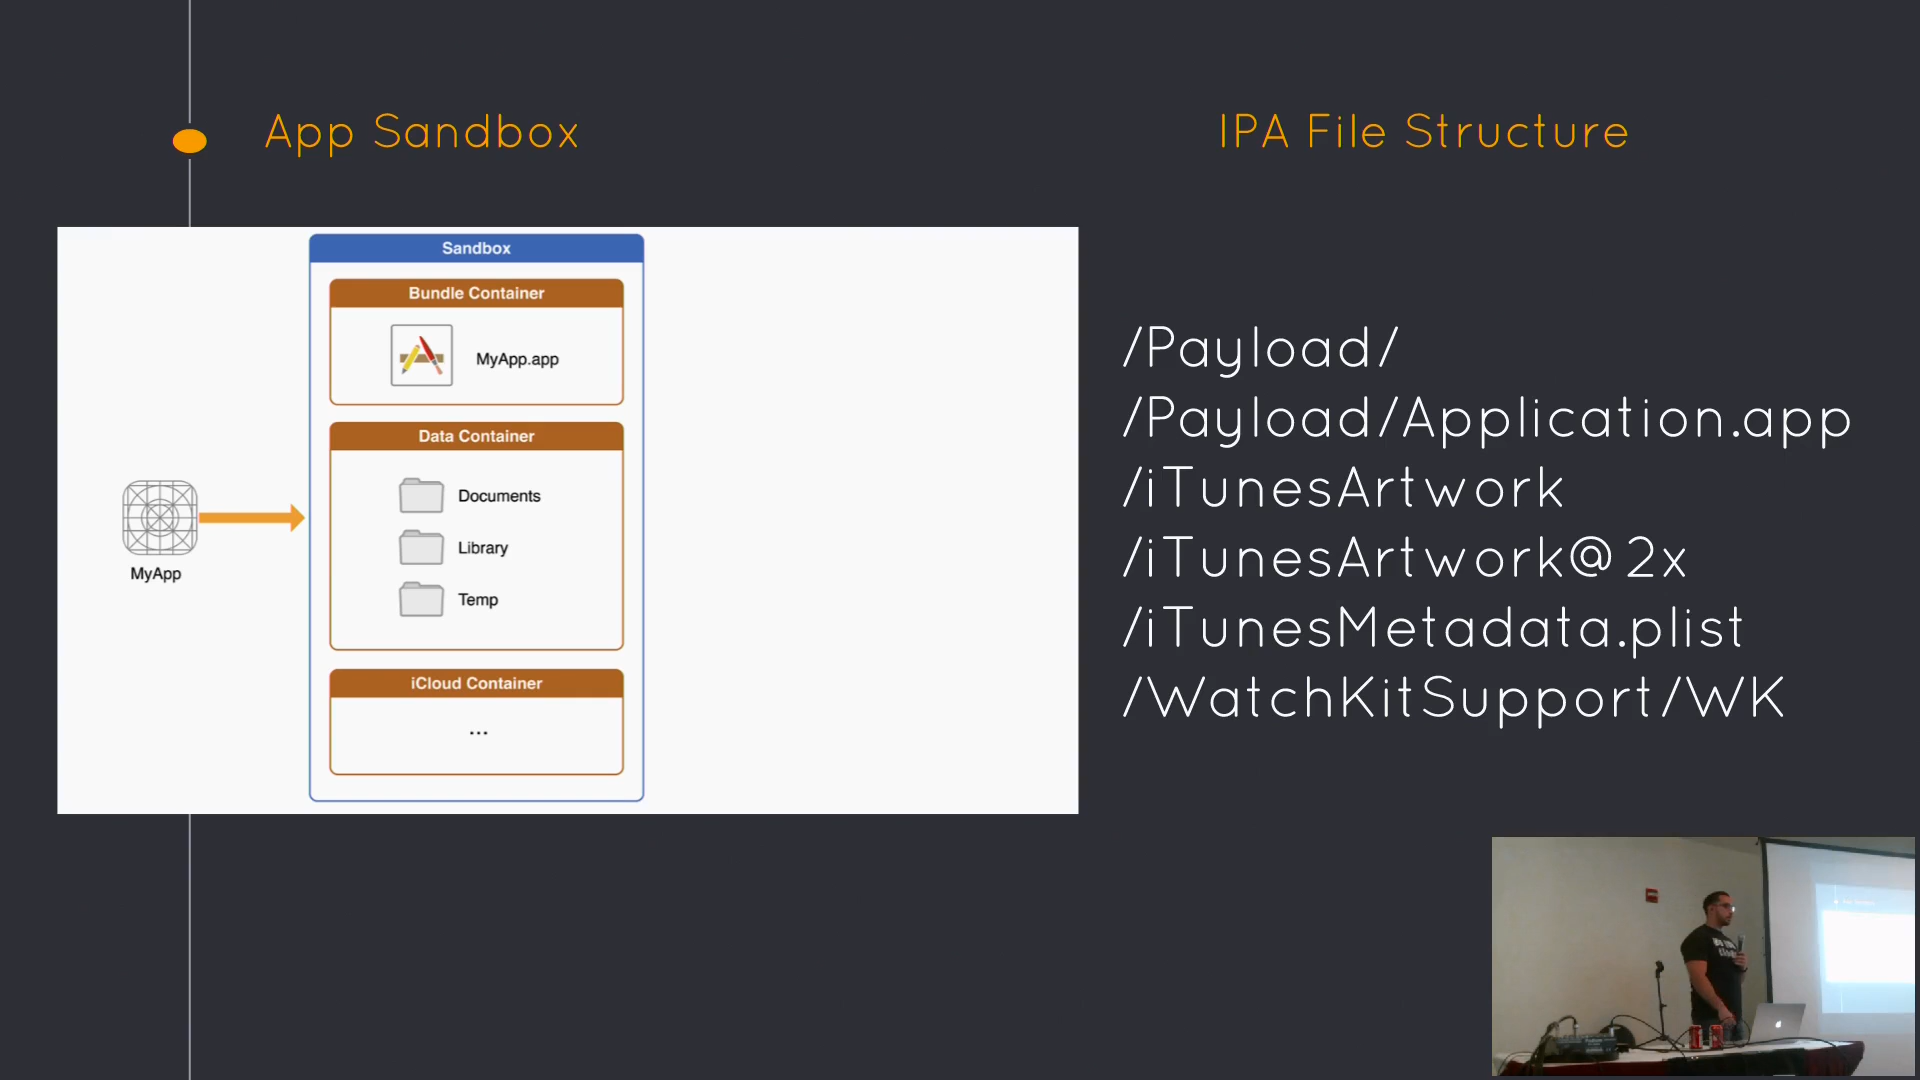 App Sandbox
IPA File Structure
Sandbox
Bundle Container
MyApp.app
Data Container
Documents
Library
Temp
MyApp
iCloud Container
...
/Payload/
/Payload/Application.app
/iTunesArtwork
/iTunesArtwork@2x
/iTunesMetadata.plist
/WatchKitSupport/WK